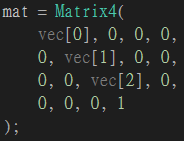 mat = Matrix4(
    vec[0], 0, 0, 0,
    0, vec[1], 0, 0,
    0, 0, vec[2], 0,
    0, 0, 0, 1
);